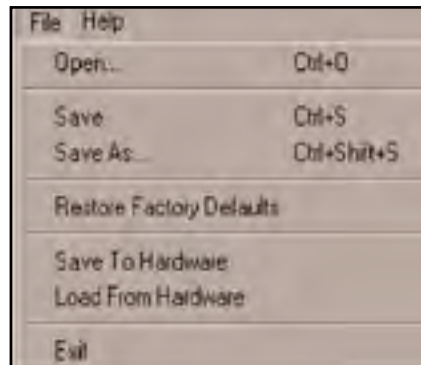 File Help
Open... Ctrl+O
Save Ctrl+S
Save As... Ctrl+Shift+S
Restore Factory Defaults
Save To Hardware
Load From Hardware
Exit